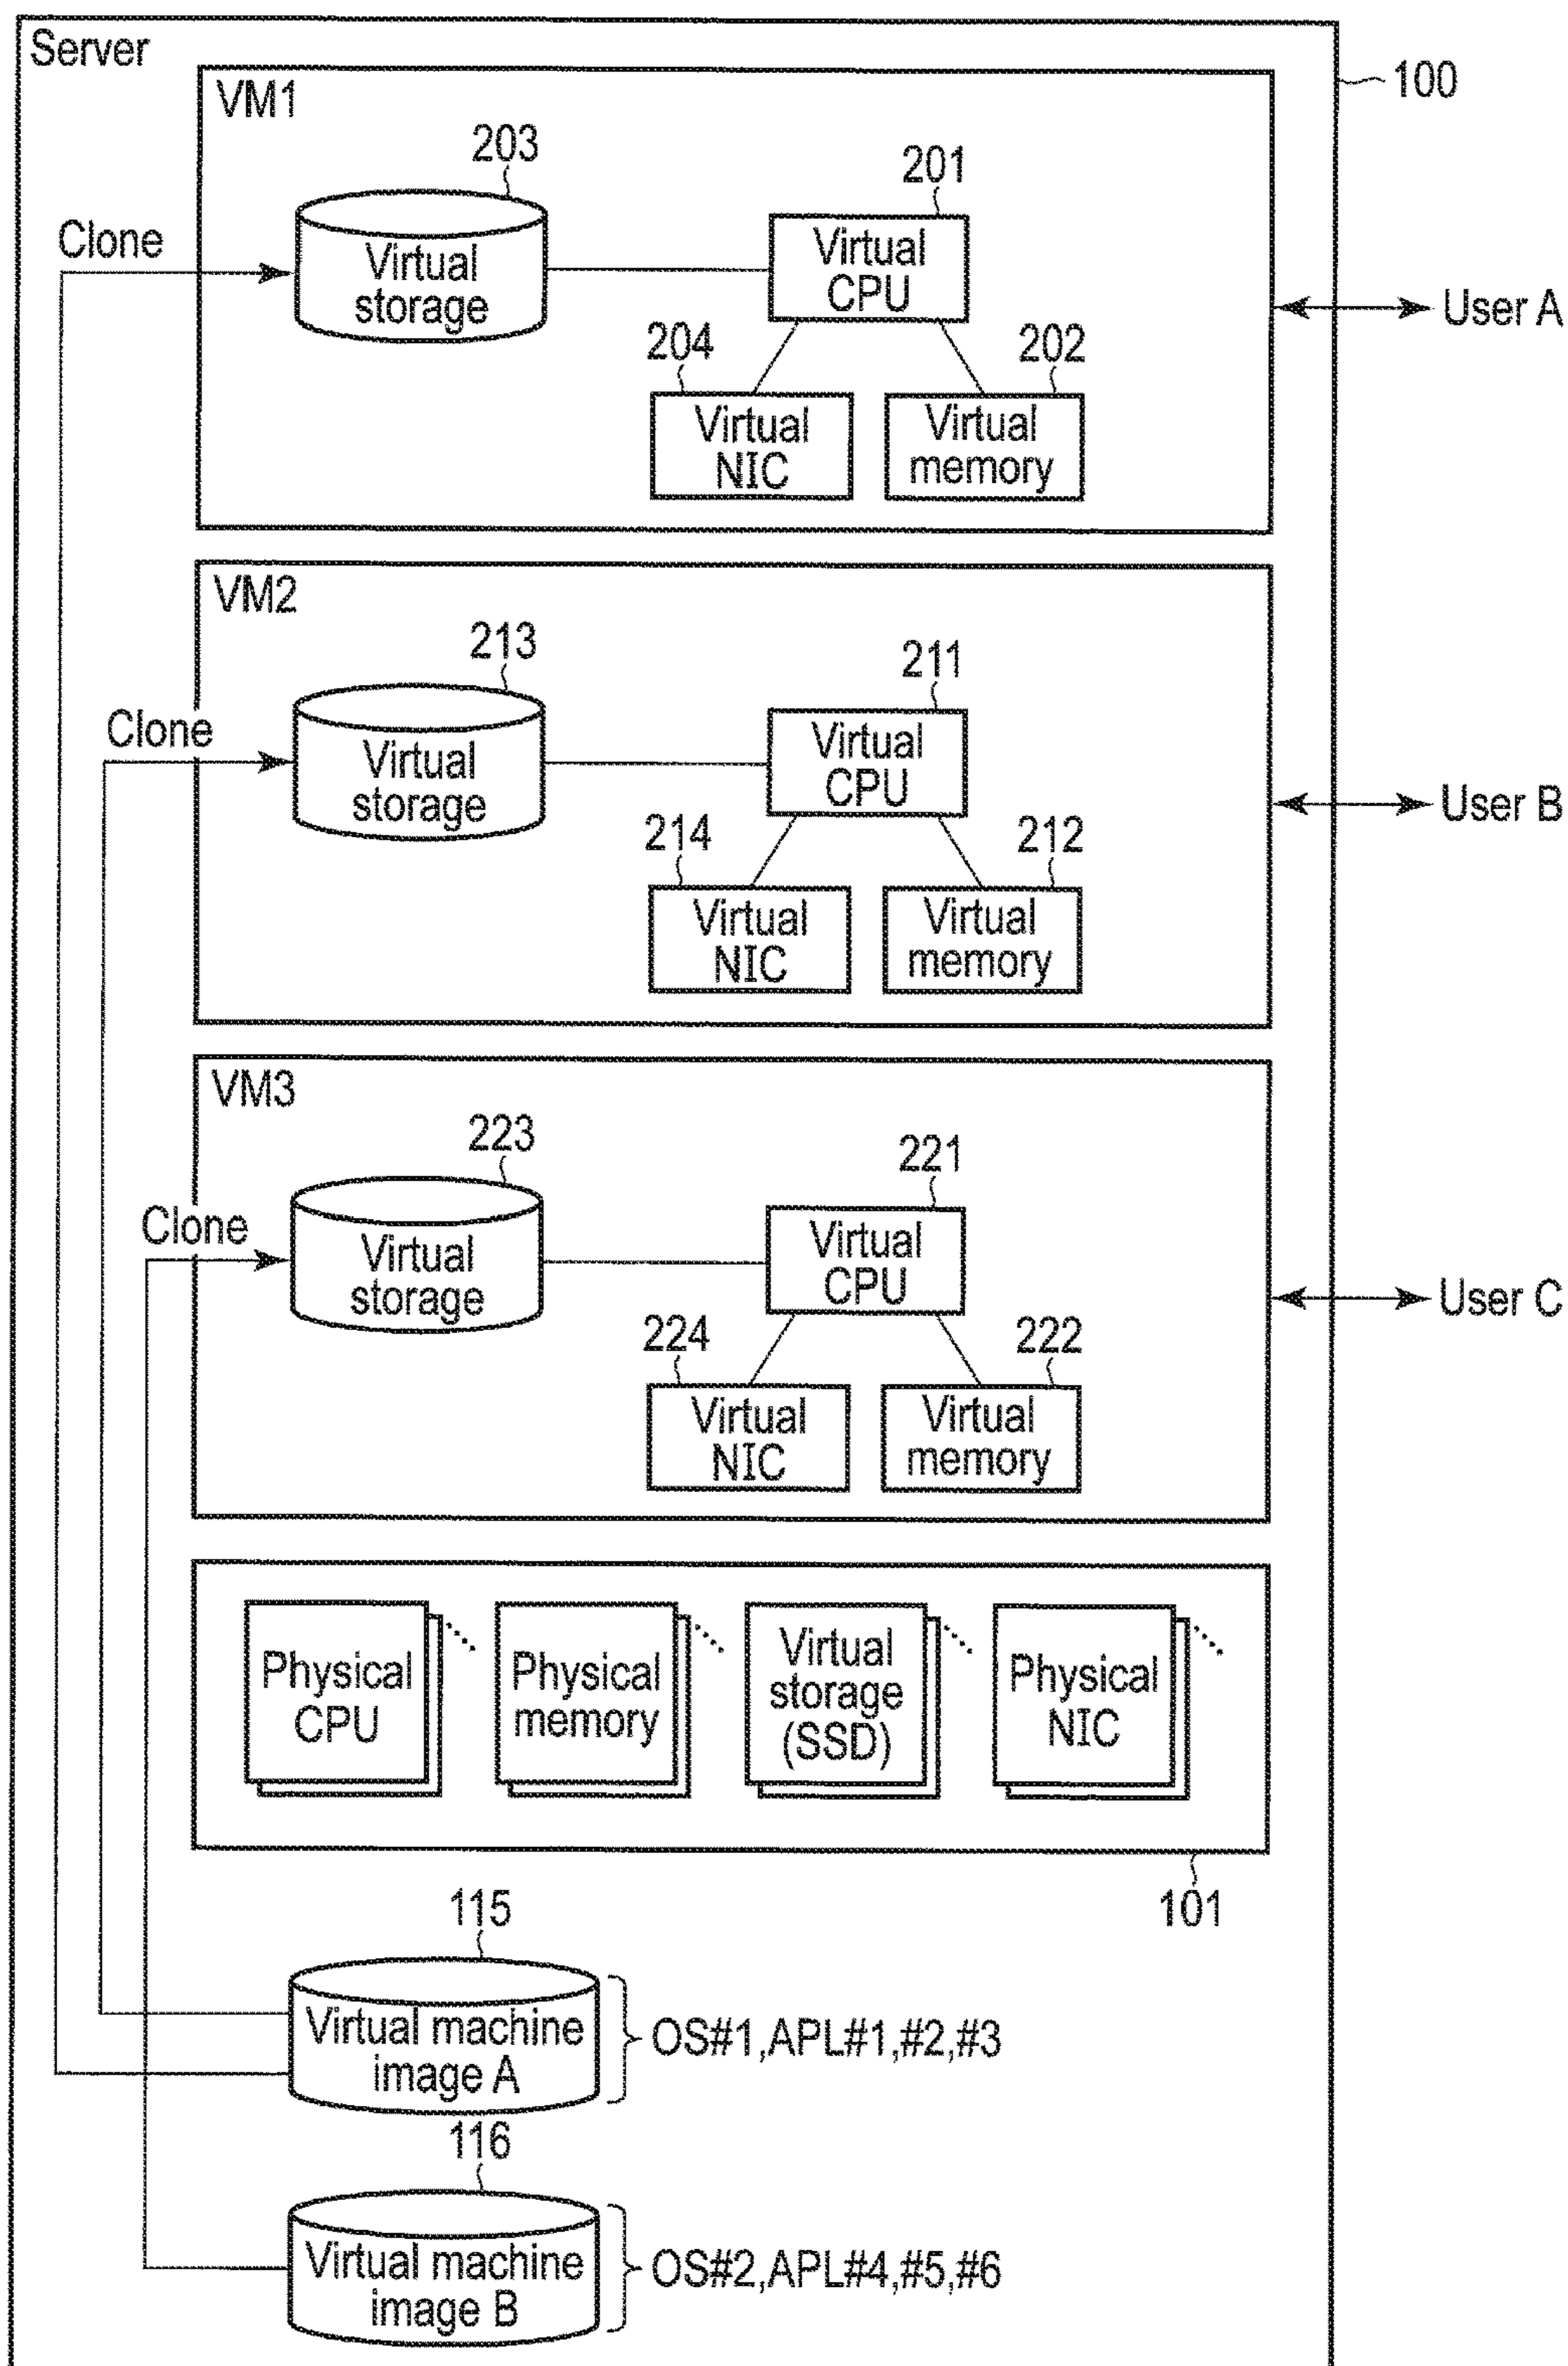 Server
100
VM1
203
201
Clone
Virtual
storage
Virtual
CPU
User A
204
202
Virtual
NIC
Virtual
memory
VM2
213
211
Clone
Virtual
storage
Virtual
CPU
User B
214
212
Virtual
NIC
Virtual
memory
VM3
223
221
Clone
Virtual
storage
Virtual
CPU
User C
224
222
Virtual
NIC
Virtual
memory
Physical
CPU
Physical
memory
Virtual
storage
(SSD)
Physical
NIC
101
115
Virtual machine
image A
OS#1,APL#1,#2,#3
116
Virtual machine
image B
OS#2,APL#4,#5,#6